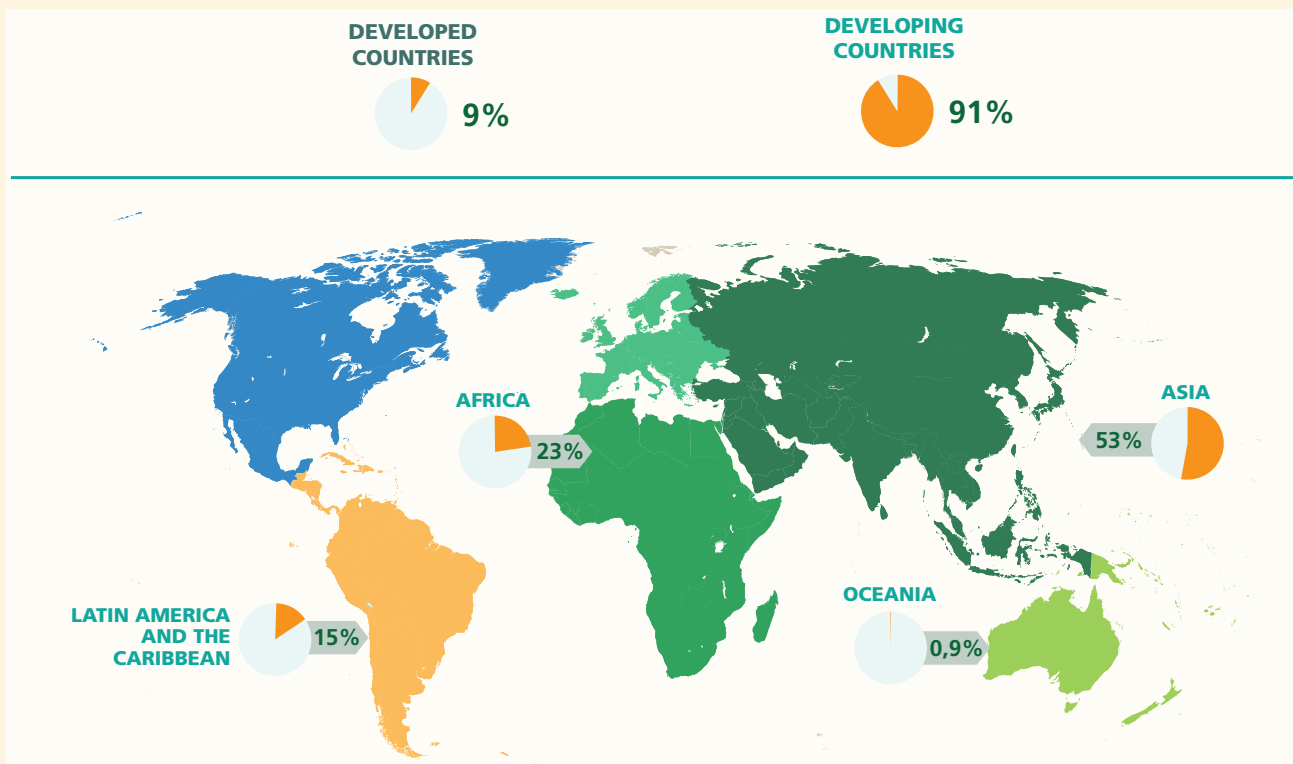 DEVELOPED
COUNTRIES
9%
DEVELOPING
COUNTRIES
91%
AFRICA
23%
ASIA
53%
LATIN AMERICA
AND THE
CARIBBEAN
15%
OCEANIA
0,9%